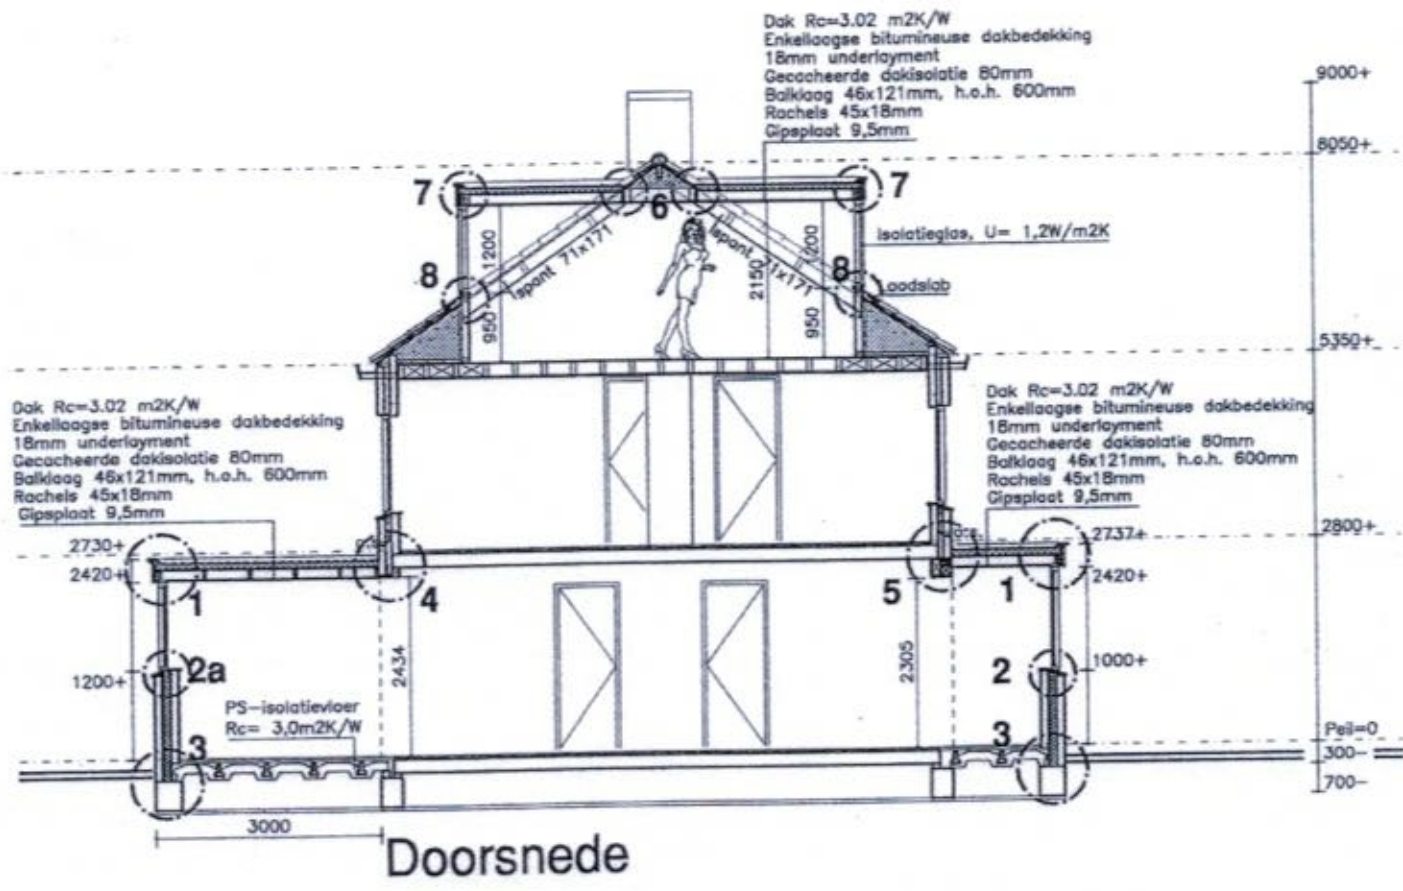 Dak Rc=3.02 m2K/W
Enkellaagse bitumineuse dakbedekking
18mm underlayment
Gecacheerde dakisolatie 80mm
Balklaag 46x121mm, h.o.h. 600mm
Rachels 45x18mm
Gipsplaat 9,5mm
9000+
8050+
7
6
7
Isolatieglas, U= 1,2W/m2K
1200
Ispant 71x171
Ispant 71x171
1200
8
8
Loodslab
2150
950
950
5350+
Dak Rc=3.02 m2K/W
Enkellaagse bitumineuse dakbedekking
18mm underlayment
Gecacheerde dakisolatie 80mm
Balklaag 46x121mm, h.o.h. 600mm
Rachels 45x18mm
Gipsplaat 9,5mm
Dak Rc=3.02 m2K/W
Enkellaagse bitumineuse dakbedekking
18mm underlayment
Gecacheerde dakisolatie 80mm
Balklaag 46x121mm, h.o.h. 600mm
Rachels 45x18mm
Gipsplaat 9,5mm
2730+
2737+
2800+
2420+
2420+
1
4
5
1
2434
2305
1200+
2a
2
1000+
PS-isolatievloer
Rc= 3,0m2K/W
3
3
Peil=0
300-
700-
3000
Doorsnede